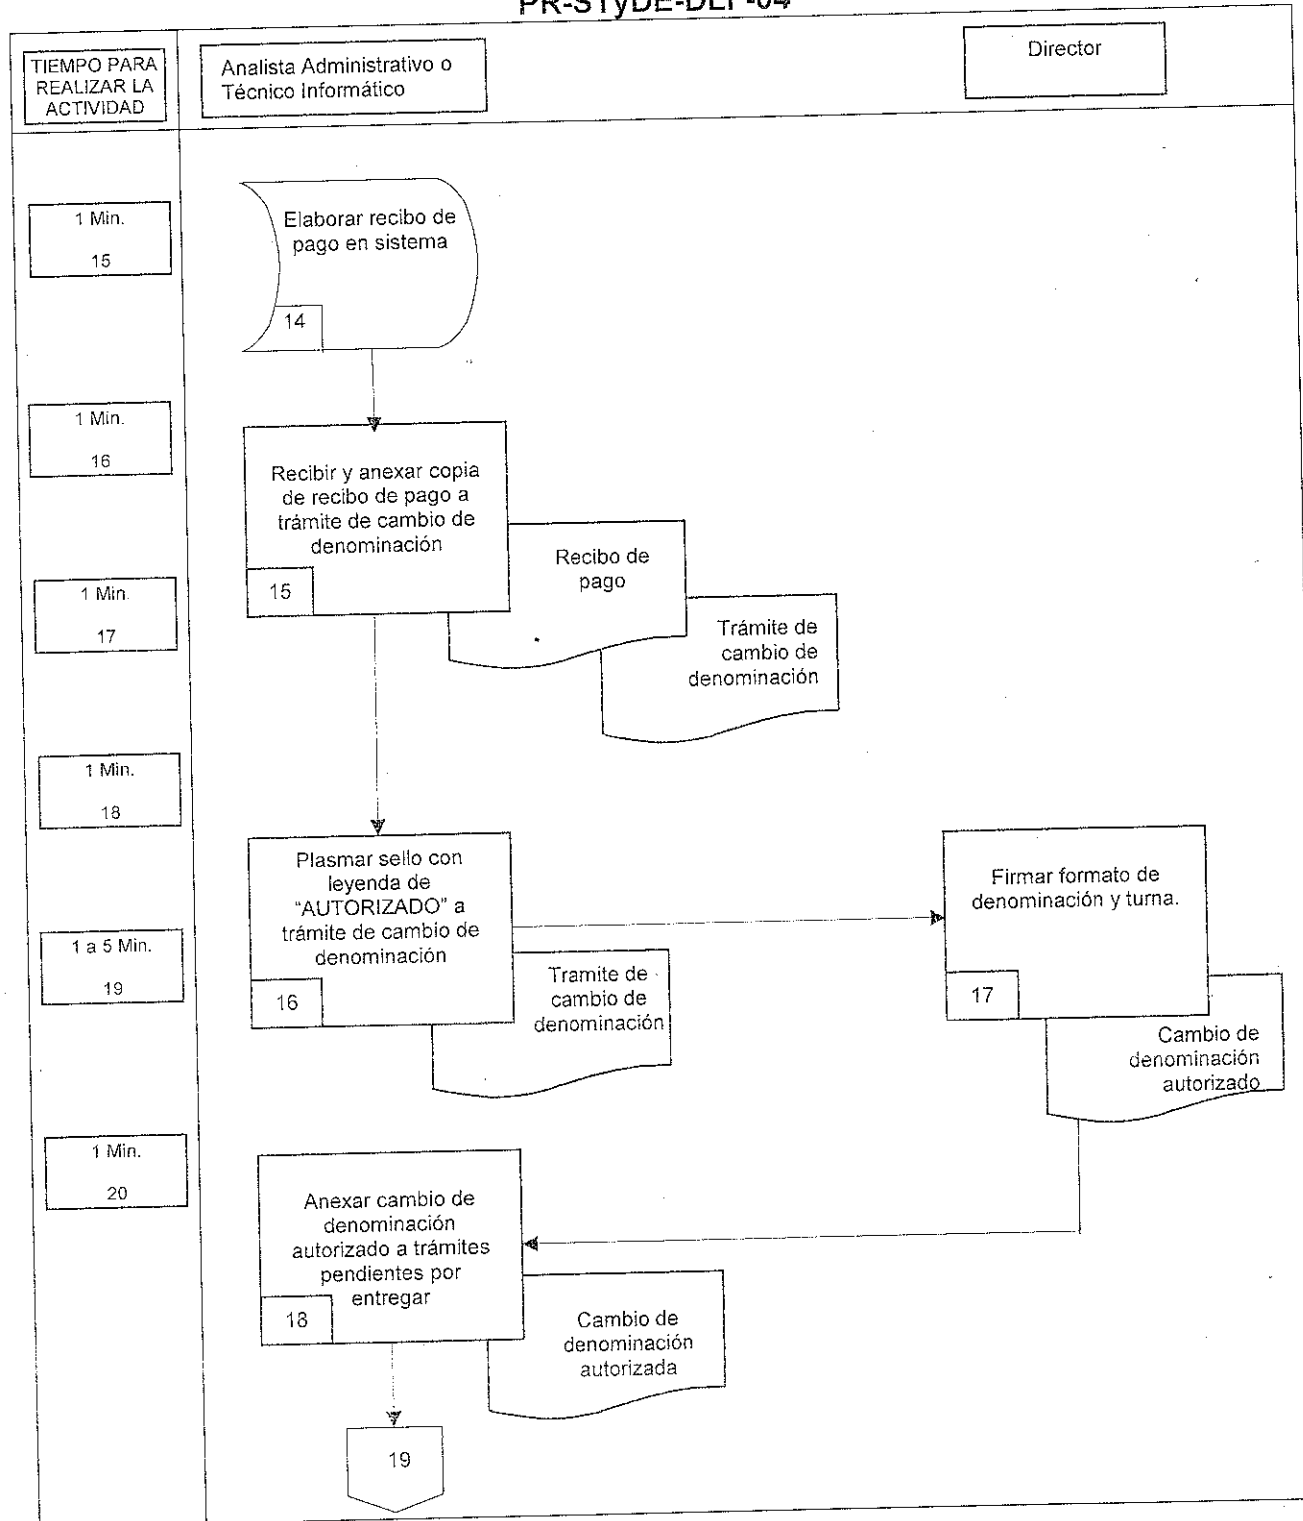 TIEMPO PARA
REALIZAR LA
ACTIVIDAD
Analista Administrativo o
Técnico Informático
Director
1 Min.
15
Elaborar recibo de
pago en sistema
14
1 Min.
16
Recibir y anexar copia
de recibo de pago a
trámite de cambio de
denominación
15
Recibo de
pago
1 Min.
17
Trámite de
cambio de
denominación
1 Min.
18
Plasmar sello con
leyenda de
“AUTORIZADO” a
trámite de cambio de
denominación
16
Tramite de
cambio de
denominación
Firmar formato de
denominación y turna.
17
Cambio de
denominación
autorizado
1 a 5 Min.
19
1 Min.
20
Anexar cambio de
denominación
autorizado a trámites
pendientes por
entregar
18
Cambio de
denominación
autorizada
19